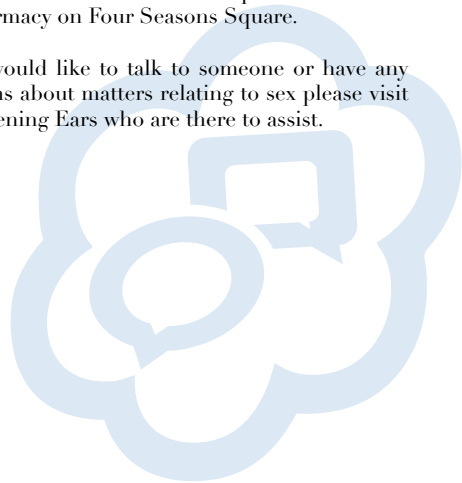 rmacy on Four Seasons Square.
would like to talk to someone or have any
ns about matters relating to sex please visit
ening Ears who are there to assist.